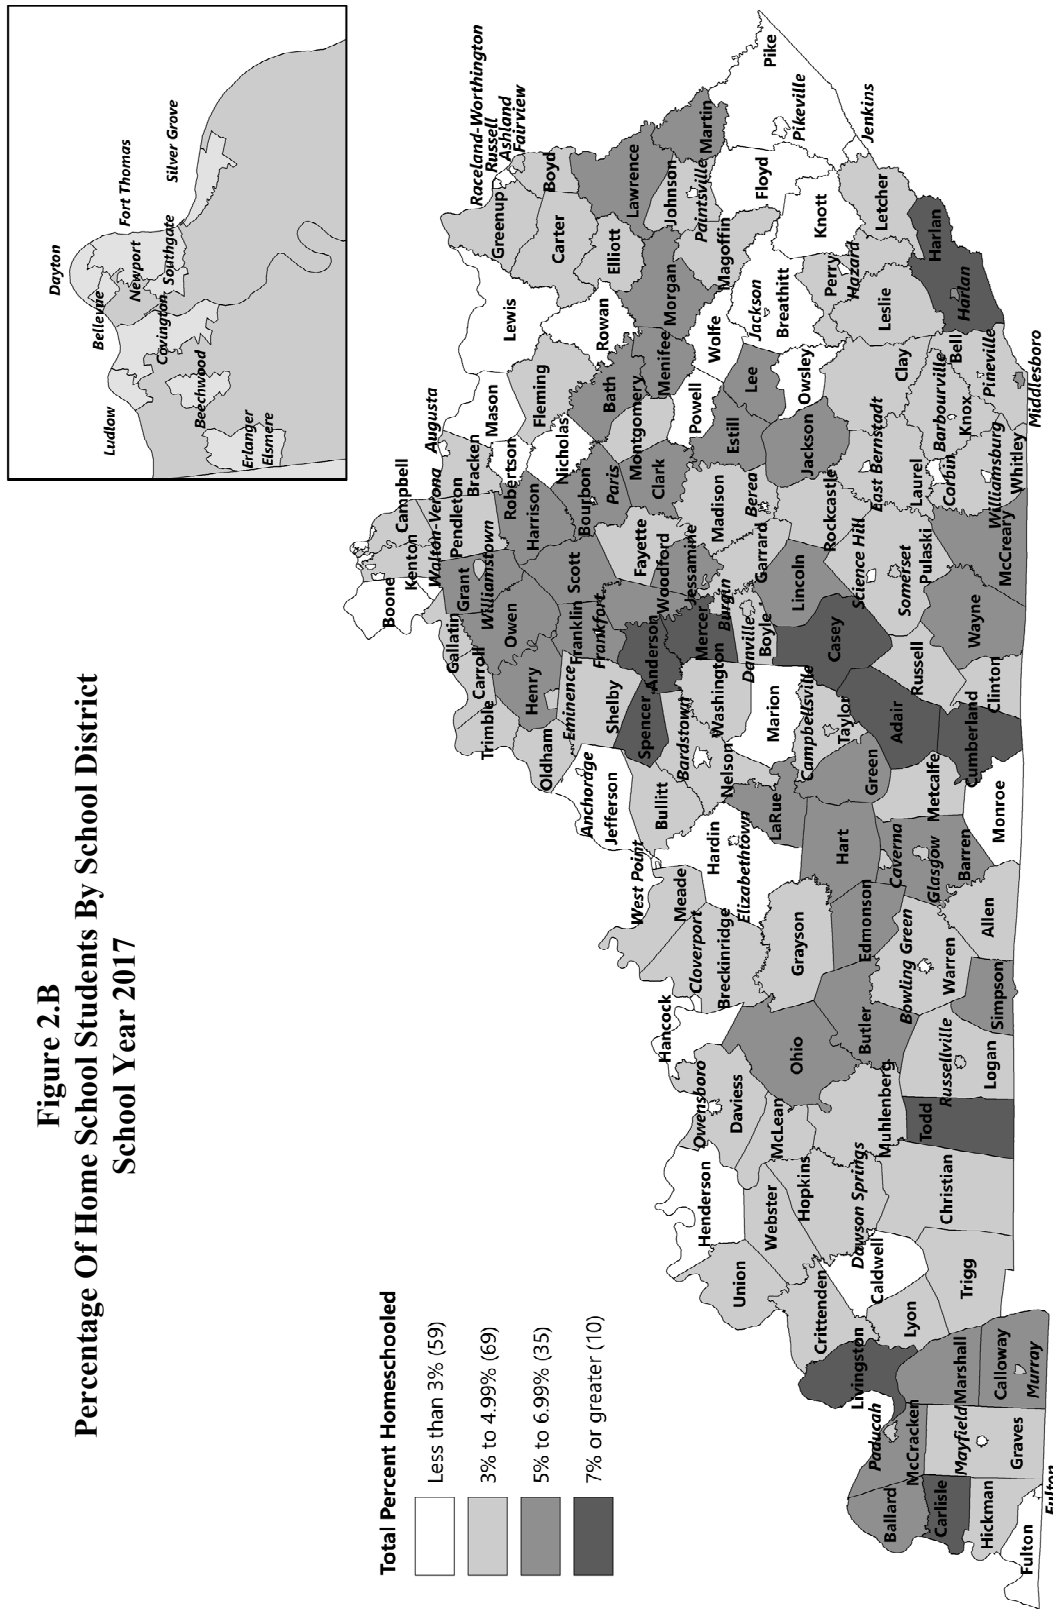 Figure 2.B
Percentage Of Home School Students By School District
School Year 2017
Dayton
Bellevue
Fort Thomas
Ludlow
Newport
Silver Grove
Covington
Southgate
Beechwood
Erlanger
Elsmere
Total Percent Homeschooled
Less than 3% (59)
3% to 4.99% (69)
5% to 6.99% (35)
7% or greater (10)
Boone
Kenton
Campbell
Walton-Verona
Augusta
Gallatin
Grant
Pendleton
Bracken
Mason
Lewis
Greenup
Raceland-Worthington
Russell
Ashland
Fairview
Boyd
Trimble
Carroll
Williamstown
Owen
Robertson
Harrison
Fleming
Carter
Oldham
Henry
Eminence
Franklin
Scott
Nicholas
Rowan
Elliott
Lawrence
Anchorage
Jefferson
Shelby
Frankfort
Bourbon
Paris
Bath
Montgomery
Menifee
Morgan
Johnson
Martin
West Point
Bullitt
Spencer
Anderson
Woodford
Fayette
Clark
Powell
Wolfe
Magoffin
Paintsville
Hancock
Meade
Cloverport
Breckinridge
Hardin
Elizabethtown
Nelson
Bardstown
Washington
Mercer
Burgin
Jessamine
Madison
Berea
Estill
Lee
Jackson
Breathitt
Floyd
Pike
Pikeville
Henderson
Owensboro
Daviess
McLean
Ohio
Grayson
LaRue
Marion
Danville
Boyle
Garrard
Lincoln
Rockcastle
Jackson
Owsley
Perry
Hazard
Knott
Jenkins
Letcher
Union
Webster
Hopkins
Muhlenberg
Butler
Edmonson
Hart
Green
Campbellsville
Taylor
Casey
Science Hill
Somerset
Pulaski
East Bernstadt
Laurel
Clay
Leslie
Harlan
Harlan
Crittenden
Caldwell
Dawson Springs
Bowling Green
Warren
Caverna
Glasgow
Barren
Metcalfe
Adair
Russell
Wayne
Corbin
Barbourville
Knox
Bell
Pineville
Middlesboro
Livingston
Lyon
Trigg
Christian
Todd
Russellville
Logan
Simpson
Allen
Monroe
Cumberland
Clinton
McCreary
Williamsburg
Whitley
Paducah
McCracken
Marshall
Calloway
Murray
Ballard
Carlisle
Mayfield
Graves
Hickman
Fulton
Fulton